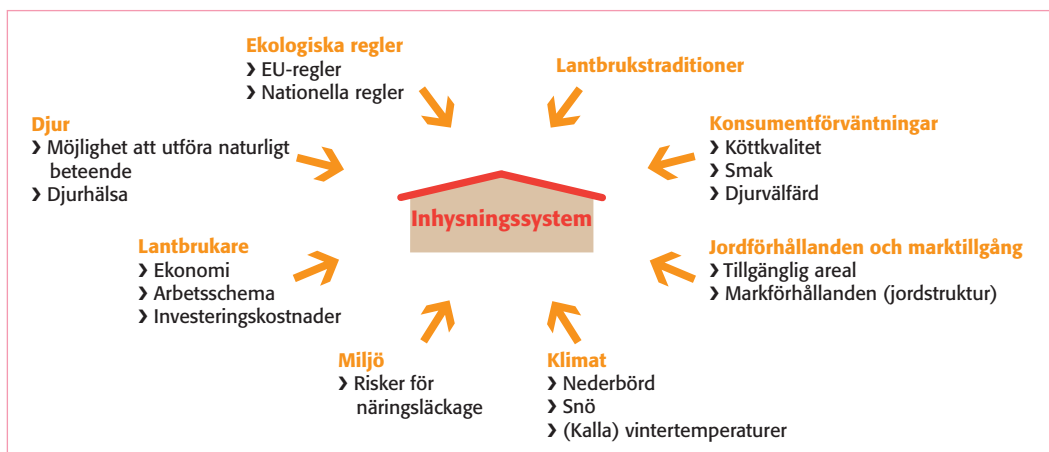 Ekologiska regler
❯ EU-regler
❯ Nationella regler
Lantbrukstraditioner
Djur
❯ Möjlighet att utföra naturligt
beteende
❯ Djurhälsa
Konsumentförväntningar
❯ Köttkvalitet
❯ Smak
❯ Djurvälfärd
Inhysningssystem
Lantbrukare
❯ Ekonomi
❯ Arbetsschema
❯ Investeringskostnader
Jordförhållanden och marktillgång
❯ Tillgänglig areal
❯ Markförhållanden (jordstruktur)
Miljö
❯ Risker för
näringsläckage
Klimat
❯ Nederbörd
❯ Snö
❯ (Kalla) vintertemperaturer